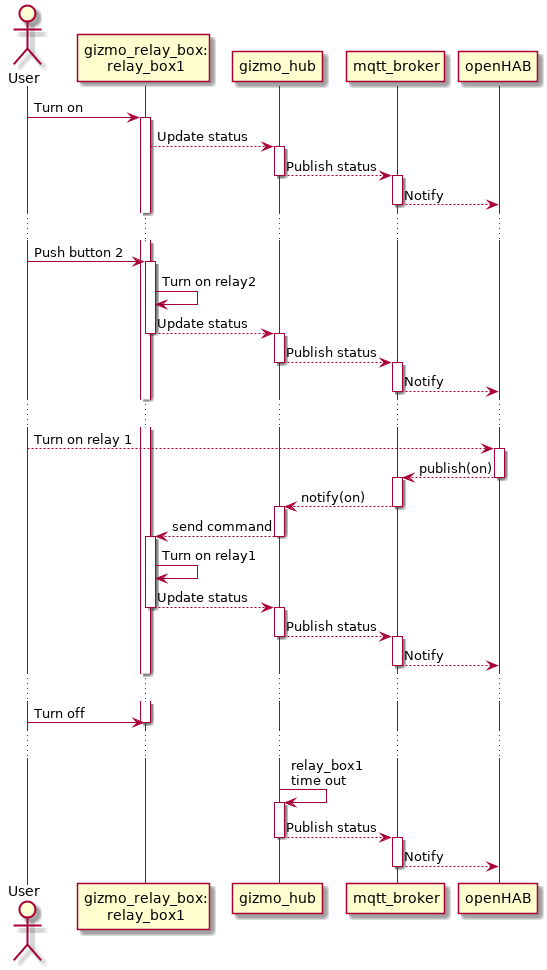 User
gizmo_relay_box:
relay_box1
gizmo_hub
mqtt_broker
openHAB
Turn on
Update status
Publish status
Notify
Push button 2
Turn on relay2
Update status
Publish status
Notify
Turn on relay 1
publish(on)
notify(on)
send command
Turn on relay1
Update status
Publish status
Notify
Turn off
relay_box1
time out
Publish status
Notify
User
gizmo_relay_box:
relay_box1
gizmo_hub
mqtt_broker
openHAB